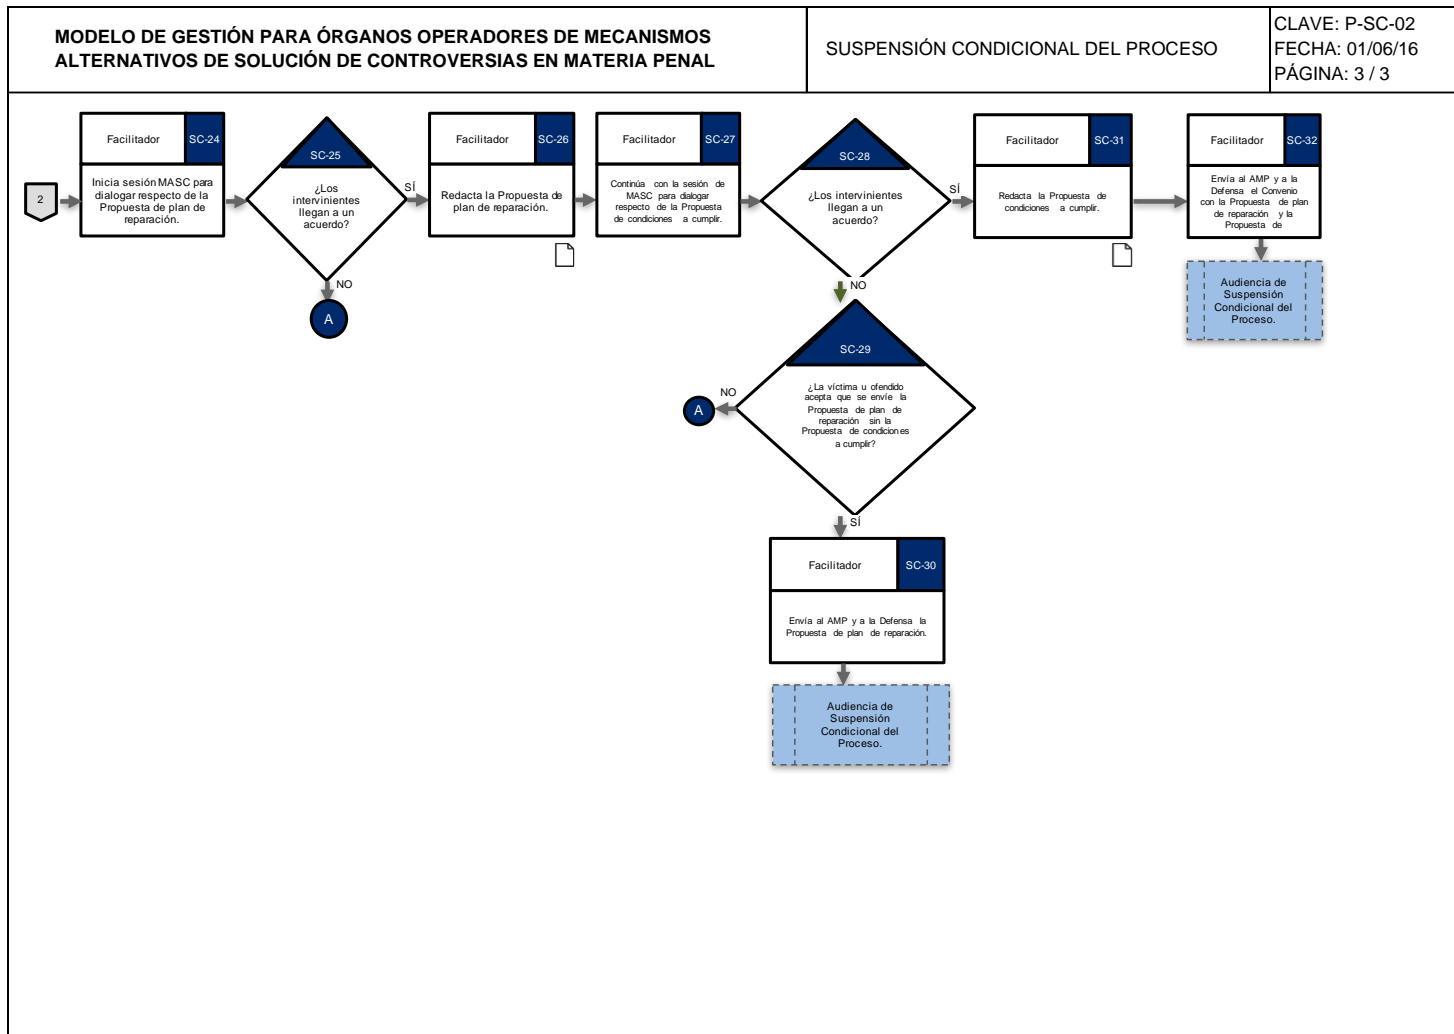 MODELO DE GESTIÓN PARA ÓRGANOS OPERADORES DE MECANISMOS
ALTERNATIVOS DE SOLUCIÓN DE CONTROVERSIAS EN MATERIA PENAL
SUSPENSIÓN CONDICIONAL DEL PROCESO
CLAVE: P-SC-02
FECHA: 01/06/16
PÁGINA: 3 / 3
2
Facilitador
SC-24
Inicia sesión MASC para
dialogar respecto de la
Propuesta de plan de
reparación.
SC-25
¿Los
intervinientes
llegan a un
acuerdo?
SÍ
NO
A
Facilitador
SC-26
Redacta la Propuesta de
plan de reparación.
Facilitador
SC-27
Continúa con la sesión de
MASC para dialogar
respecto de la Propuesta
de condiciones a cumplir.
SC-28
¿Los intervinientes
llegan a un
acuerdo?
SÍ
NO
Facilitador
SC-31
Redacta la Propuesta de
condiciones a cumplir.
Facilitador
SC-32
Envía al AMP y a la
Defensa el Convenio
con la Propuesta de plan
de reparación y la
Propuesta de
Audiencia de
Suspensión
Condicional del
Proceso.
SC-29
¿La víctima u ofendido
acepta que se envíe la
Propuesta de plan de
reparación sin la
Propuesta de condiciones
a cumplir?
NO
A
SÍ
Facilitador
SC-30
Envía al AMP y a la Defensa la
Propuesta de plan de reparación.
Audiencia de
Suspensión
Condicional del
Proceso.